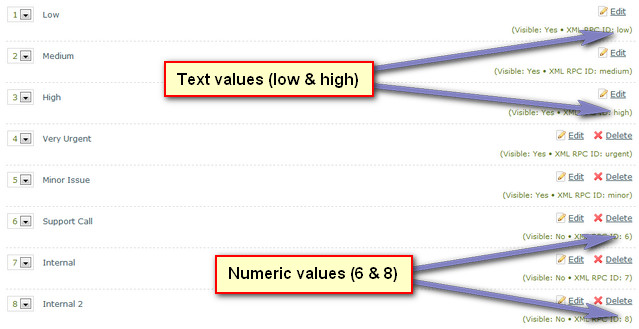 1 Low Edit
(Visible: Yes • XML RPC ID: low)
2 Medium Edit
(Visible: Yes • XML RPC ID: medium)
Text values (low & high)
3 High Edit
(Visible: Yes • XML RPC ID: high)
4 Very Urgent Edit Delete
(Visible: Yes • XML RPC ID: urgent)
5 Minor Issue Edit Delete
(Visible: Yes • XML RPC ID: minor)
6 Support Call Edit Delete
(Visible: No • XML RPC ID: 6)
7 Internal Edit Delete
Numeric values (6 & 8)
(Visible: No • XML RPC ID: 7)
8 Internal 2 Edit Delete
(Visible: No • XML RPC ID: 8)